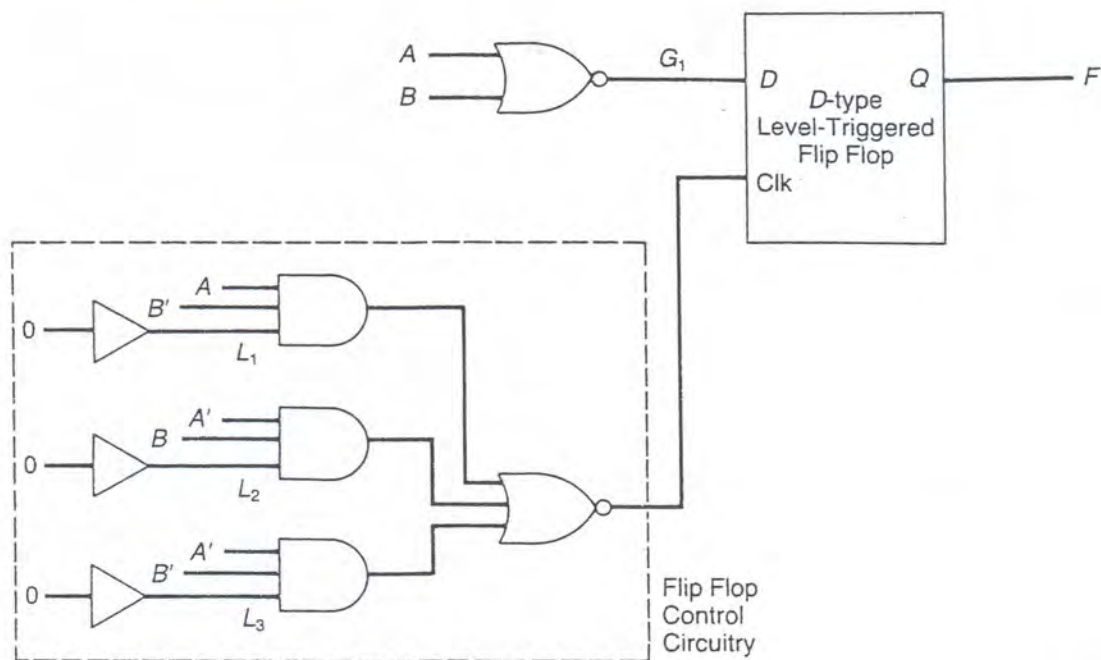 A
B
G₁
D
Q
F
D-type
Level-Triggered
Flip Flop
Clk
A
B'
0
L₁
A'
B
0
L₂
A'
B'
0
L₃
Flip Flop
Control
Circuitry